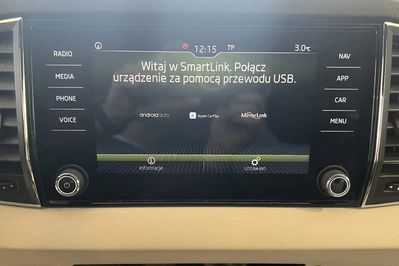 RADIO
MEDIA
PHONE
VOICE
12:15 TP 3.0°C
Witaj w SmartLink. Połącz
urządzenie za pomocą przewodu USB.
androidauto Apple CarPlay MirrorLink
Informacje
NAV
APP
CAR
MENU